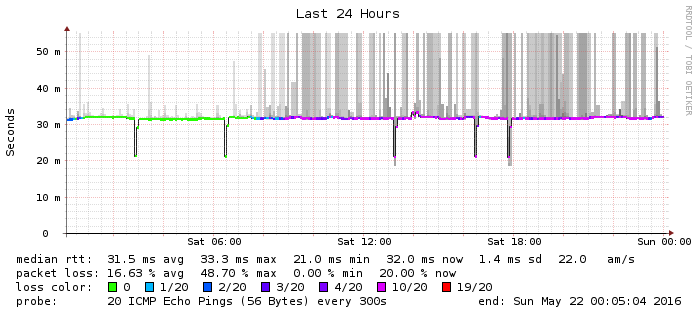 Last 24 Hours
RRDTOOL / TOBI OETIKER
Seconds
50 m
40 m
30 m
20 m
10 m
0
Sat 06:00 Sat 12:00 Sat 18:00 Sun 00:00
median rtt: 31.5 ms avg 33.3 ms max 21.0 ms min 32.0 ms now 1.4 ms sd 22.0 am/s
packet loss: 16.63 % avg 48.70 % max 0.00 % min 20.00 % now
loss color: 0 1/20 2/20 3/20 4/20 10/20 19/20
probe: 20 ICMP Echo Pings (56 Bytes) every 300s end: Sun May 22 00:05:04 2016